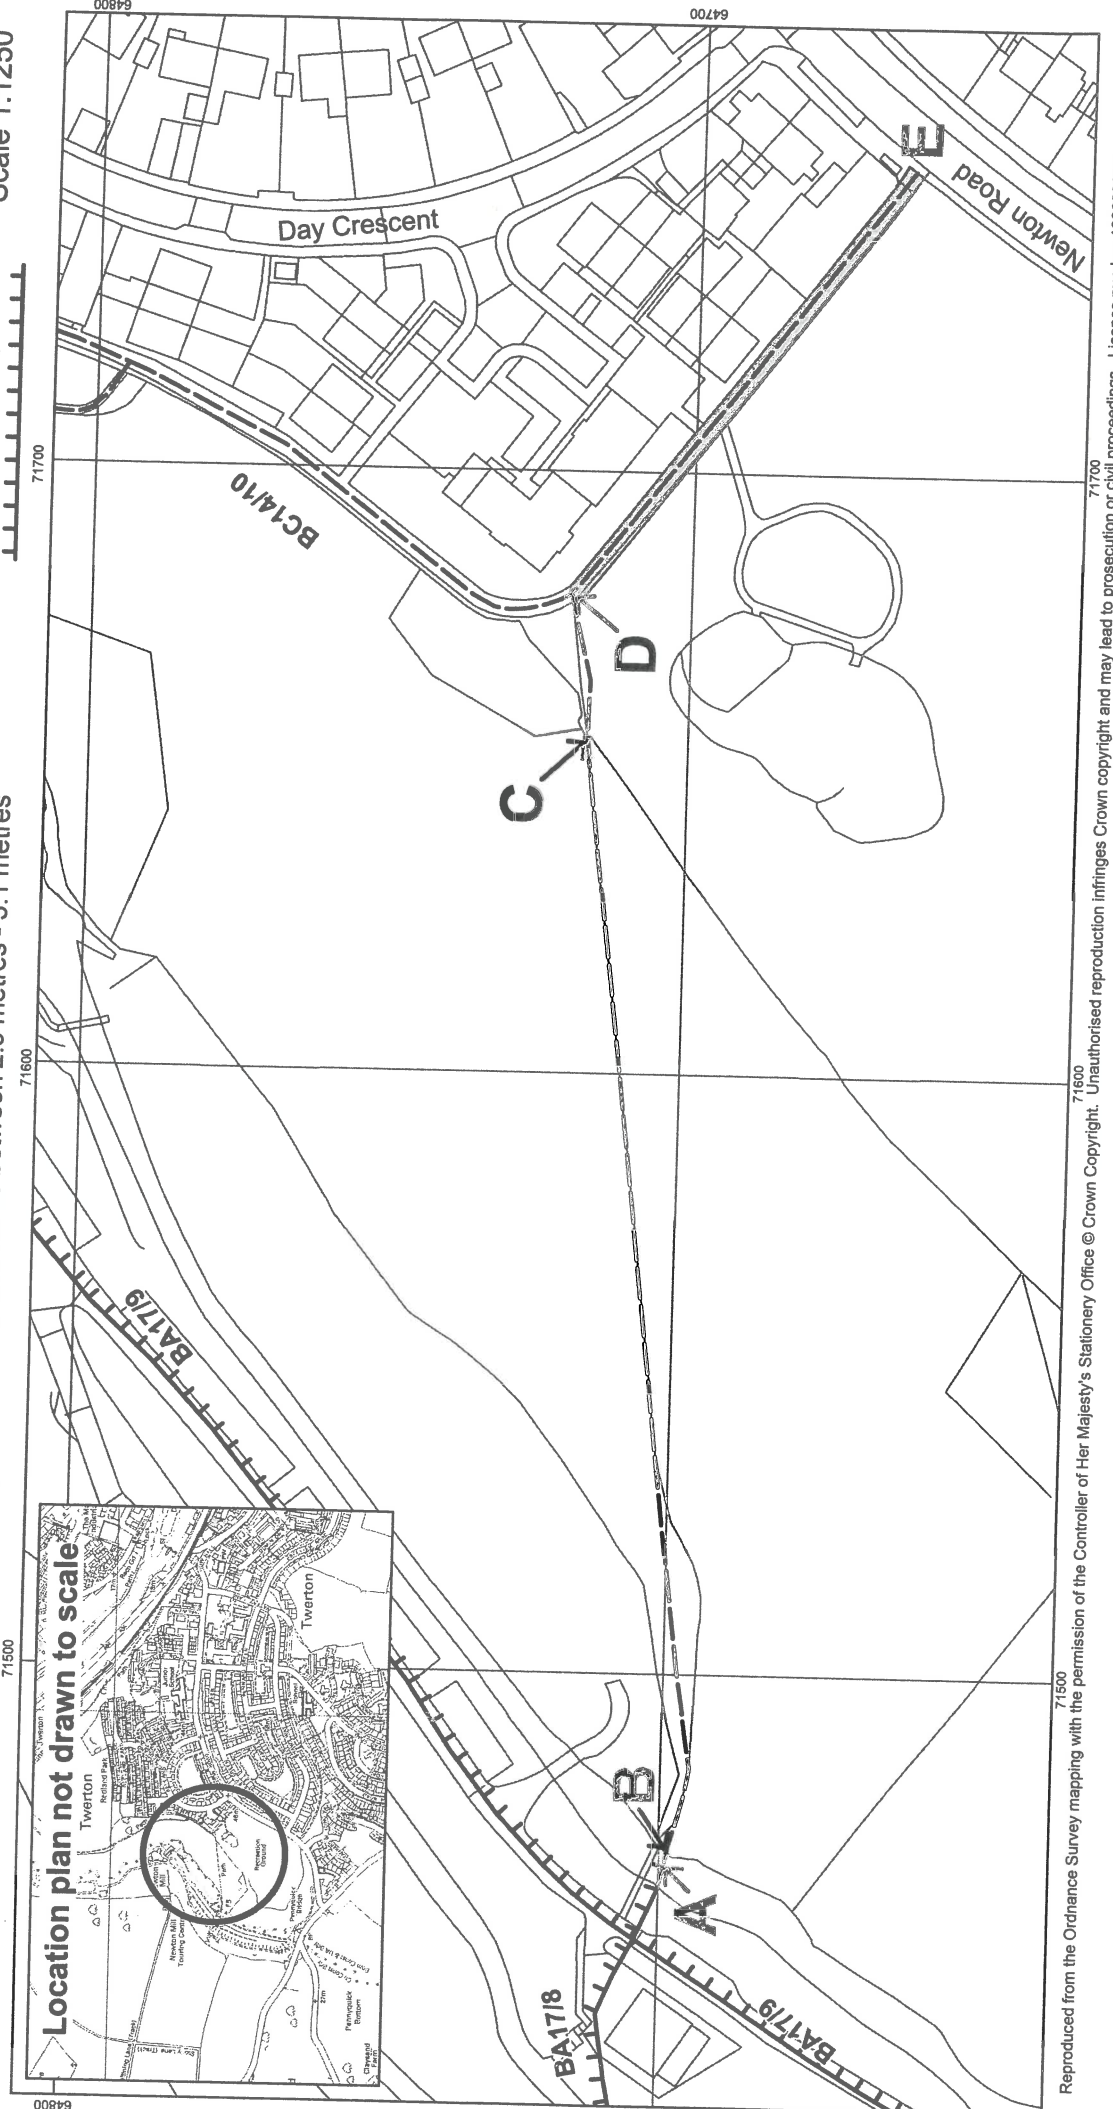 Scale 1:1250
64800
64700
Day Crescent
Newton Road
E
BC14/10
71700
71700
D
C
71600
71600
BA17/9
Location plan not drawn to scale
Twerton
Twerton
Twerton
Redland Park
Newton Mill
Touring Centre
Recreation
Ground
Path
Pennyquick
Bridge
Pennyquick
Bottom
Claysend
Farm
71500
71500
B
A
BA17/8
BA17/9
64800
Reproduced from the Ordnance Survey mapping with the permission of the Controller of Her Majesty's Stationery Office © Crown Copyright. Unauthorised reproduction infringes Crown copyright and may lead to prosecution or civil proceedings.